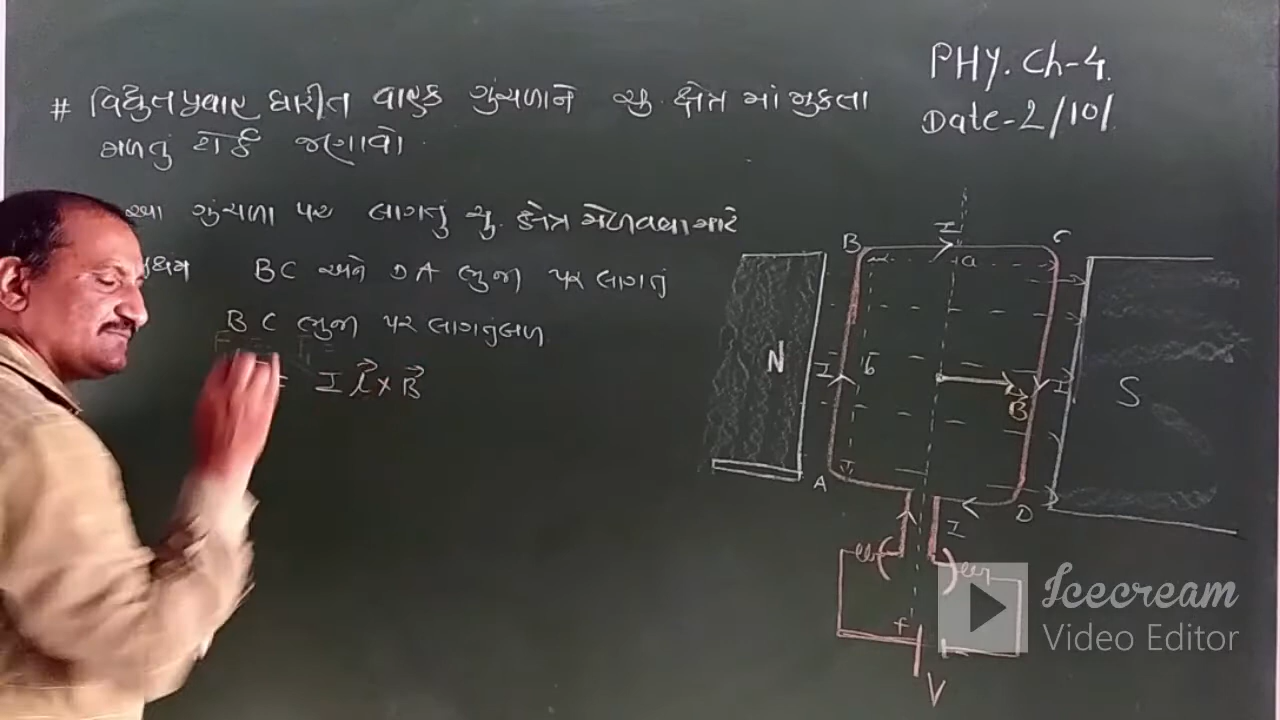 PHY. Ch-4.
Date-2/10/.
# વિદ્યુતપ્રવાહ ધારીત વાહક ગુંચળાને ચુ. ક્ષેત્ર માં મુકતા
મળતું ટોર્ક જણાવો.
આ ગુંચળા પર લાગતું ચુ. ક્ષેત્ર મેળવવા માટે
BC અને DA ભુજા પર લાગતું
BC ભુજા પર લાગતુંબળ
= I l⃗ × B⃗
B I C
a
N
I b
B⃗
I
S
A
D
I
f
V
Icecream
Video Editor